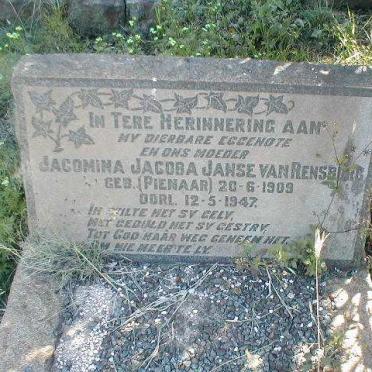 IN TERE HERINNERING AAN
MY DIERBARE EGGENOTE
EN ONS MOEDER
JACOMINA JACOBA JANSE VAN RENSBURG
GEB. (PIENAAR) 20-6-1909
OORL. 12-5-1947.
IN STILTE HET SY GELY,
MET GEDULD HET SY GESTRY,
TOT GOD HAAR WEG GENEEM HET,
OM NIE MEER TE LY.